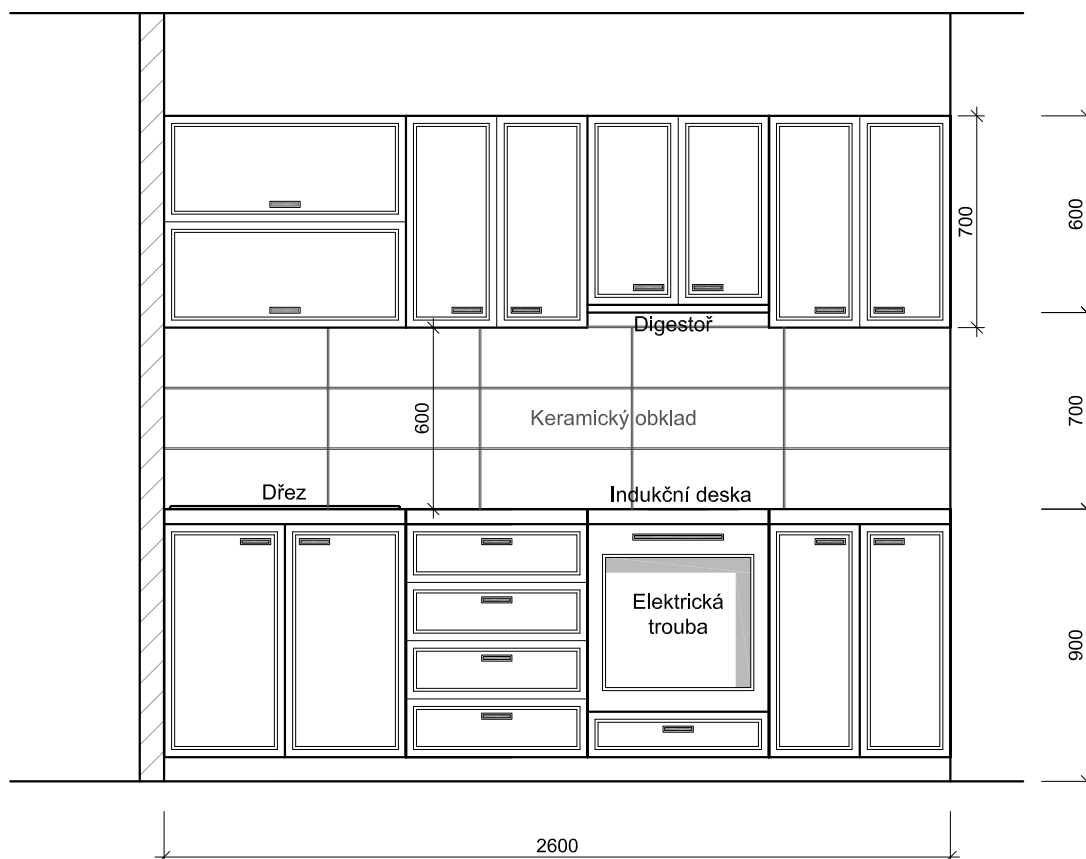 700
600
Digestoř
600
Keramický obklad
700
Dřez
Indukční deska
Elektrická
trouba
900
2600